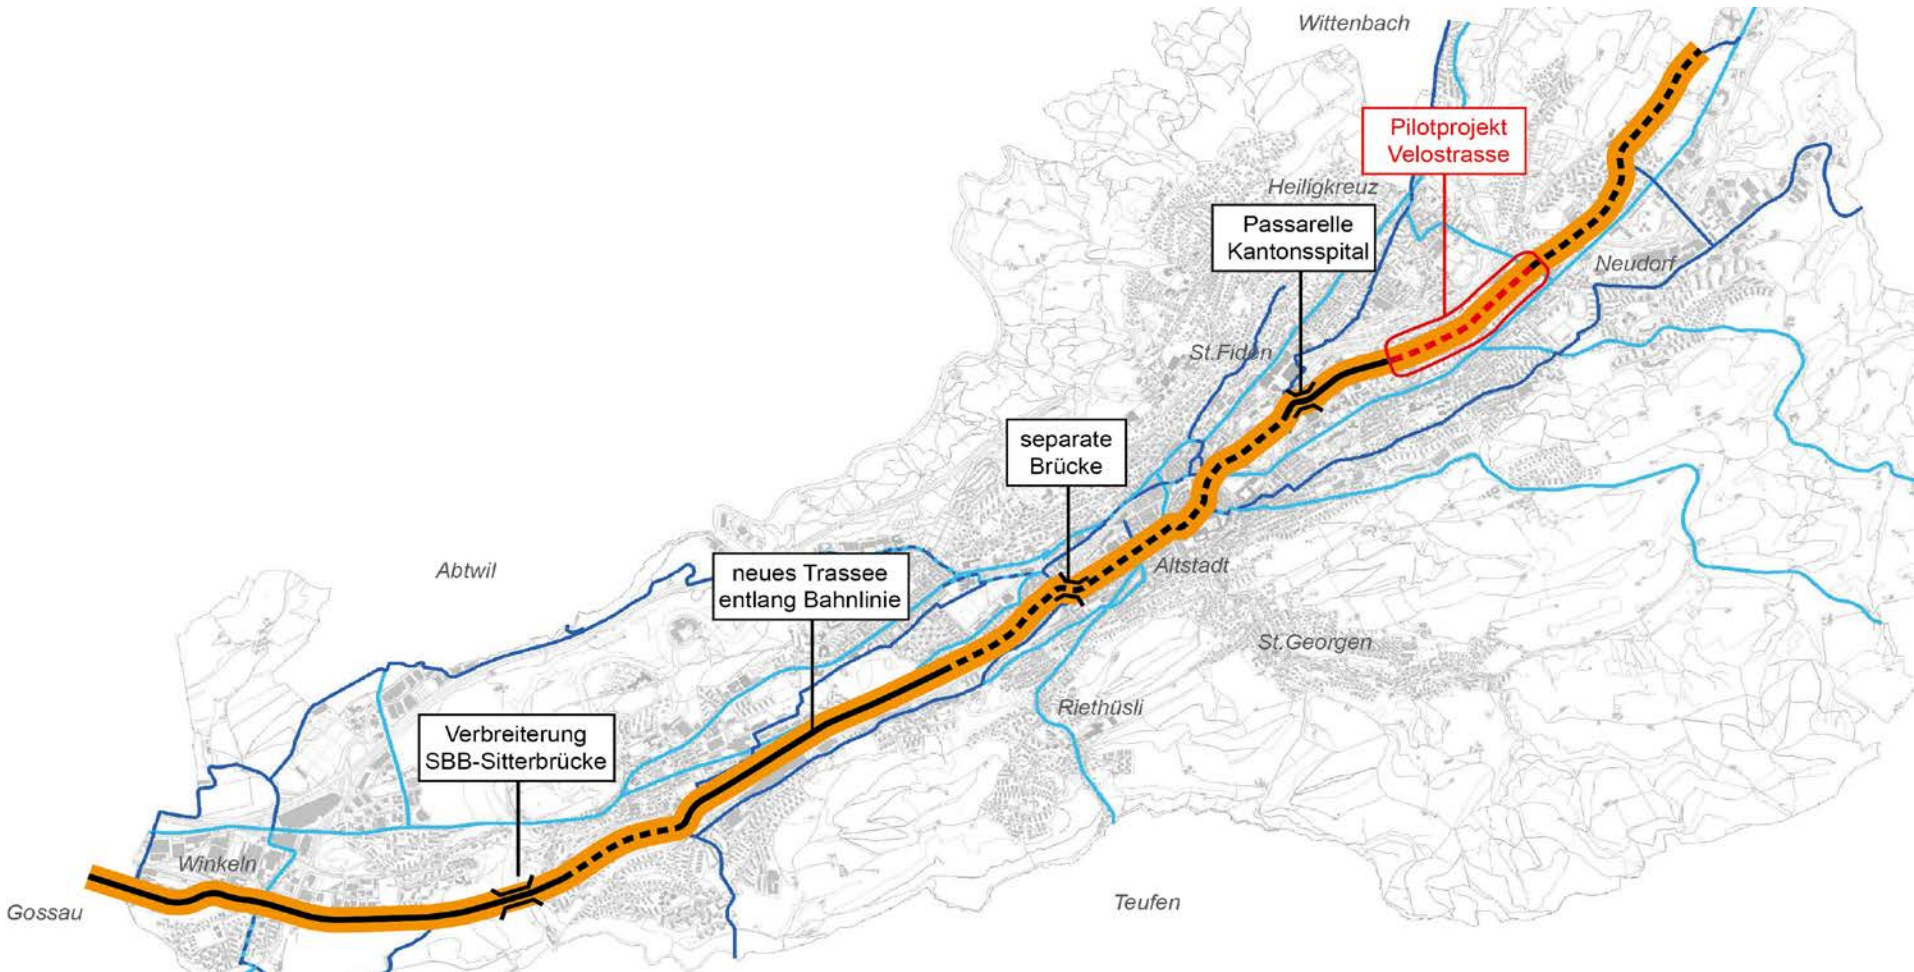 Wittenbach
Pilotprojekt
Velostrasse
Heiligkreuz
Passarelle
Kantonsspital
Neudorf
St.Fiden
separate
Brücke
Abtwil
neues Trassee
entlang Bahnlinie
Altstadt
St.Georgen
Riethüsli
Verbreiterung
SBB-Sitterbrücke
Winkeln
Gossau
Teufen